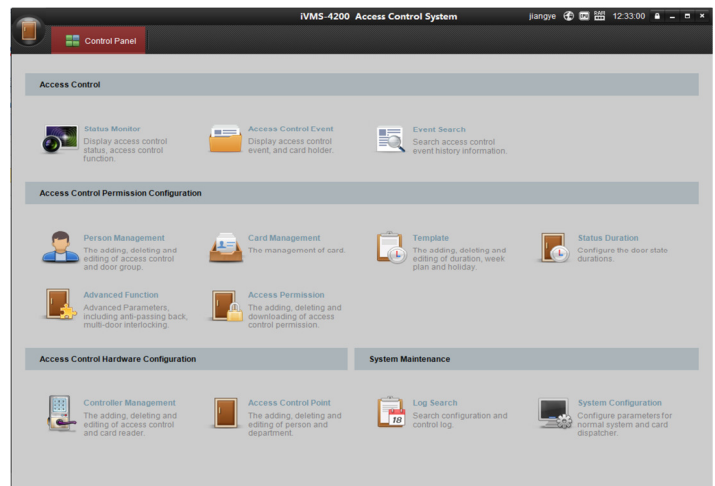 iVMS-4200 Access Control System
jiangye
12:33:00
Control Panel
Access Control
Status Monitor
Display access control
status, access control
function.
Access Control Event
Display access control
event, and card holder.
Event Search
Search access control
event history information.
Access Control Permission Configuration
Person Management
The adding, deleting and
editing of access control
and door group.
Card Management
The management of card.
Template
The adding, deleting and
editing of duration, week
plan and holiday.
Status Duration
Configure the door state
durations.
Advanced Function
Advanced Parameters,
including anti-passing back,
multi-door interlocking.
Access Permission
The adding, deleting and
downloading of access
control permission.
Access Control Hardware Configuration
System Maintenance
Controller Management
The adding, deleting and
editing of access control
and card reader.
Access Control Point
The adding, deleting and
editing of person and
department.
Log Search
Search configuration and
control log.
18
System Configuration
Configure parameters for
normal system and card
dispatcher.